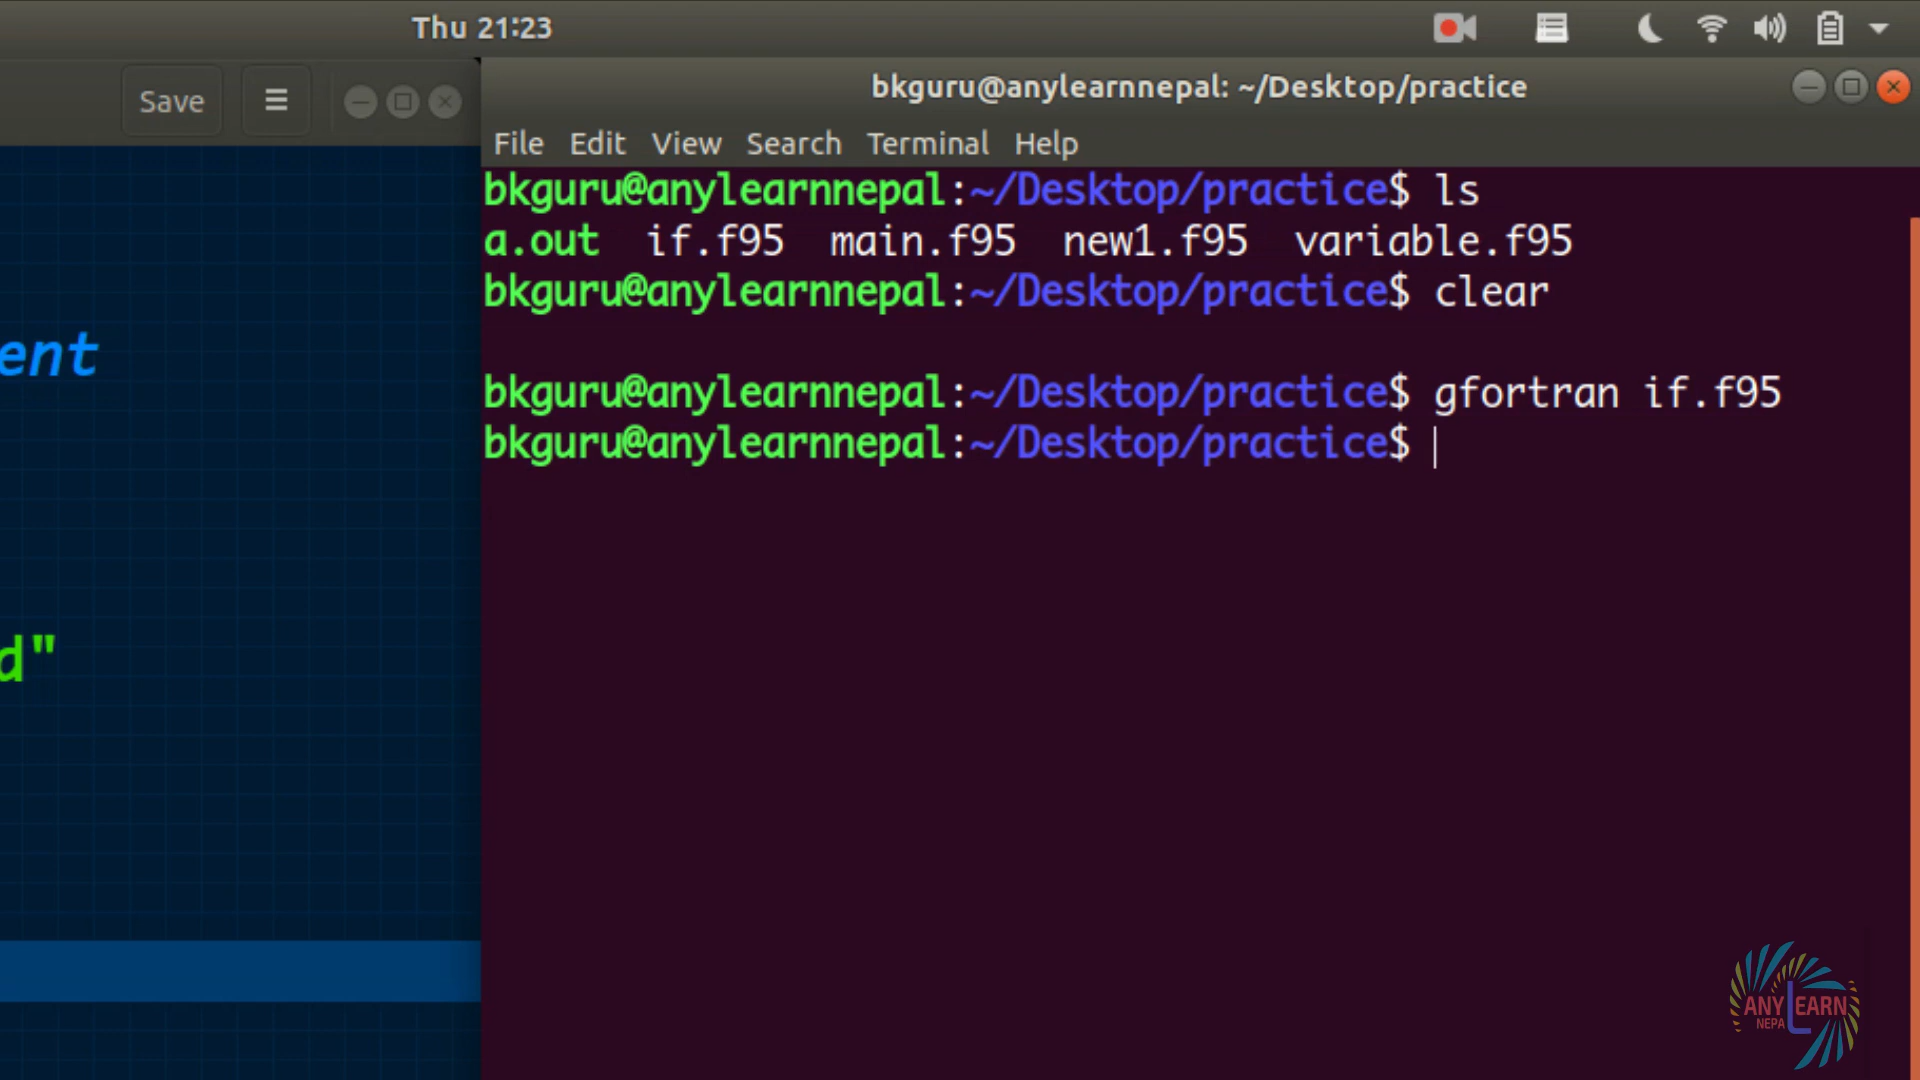 Thu 21:23
Save
bkguru@anylearnnepal: ~/Desktop/practice
File Edit View Search Terminal Help
bkguru@anylearnnepal:~/Desktop/practice$ ls
a.out if.f95 main.f95 new1.f95 variable.f95
bkguru@anylearnnepal:~/Desktop/practice$ clear
ent
bkguru@anylearnnepal:~/Desktop/practice$ gfortran if.f95
bkguru@anylearnnepal:~/Desktop/practice$
d"
ANY LEARN
NEPAL